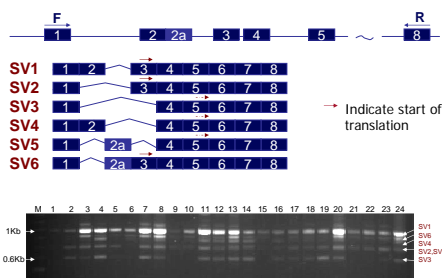 F R
1 2 2a 3 4 5 8
SV1 1 2 3 4 5 6 7 8
SV2 1 3 4 5 6 7 8
SV3 1 4 5 6 7 8
SV4 1 2 4 5 6 7 8
SV5 1 2a 4 5 6 7 8
SV6 1 2a 3 4 5 6 7 8
Indicate start of
translation
M 1 2 3 4 5 6 7 8 9 10 11 12 13 14 15 16 17 18 19 20 21 22 23 24
1Kb
SV1
SV6
SV4
SV2,SV
0.6Kb
SV3